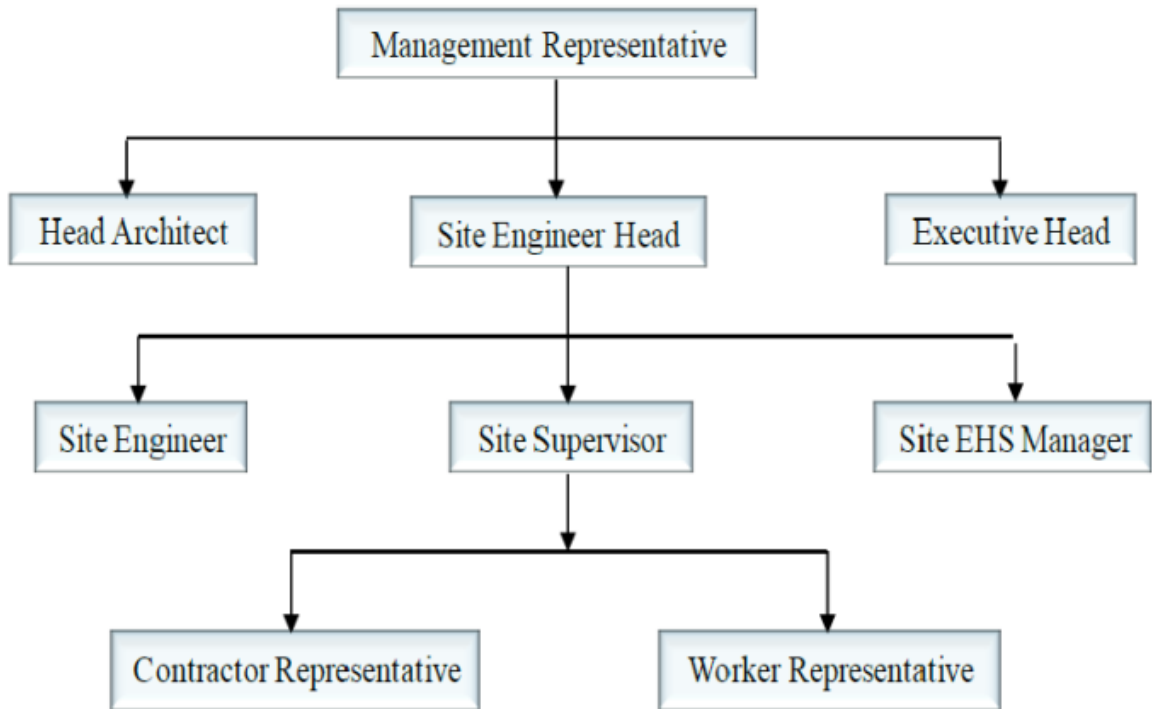 Management Representative
Head Architect
Site Engineer Head
Executive Head
Site Engineer
Site Supervisor
Site EHS Manager
Contractor Representative
Worker Representative